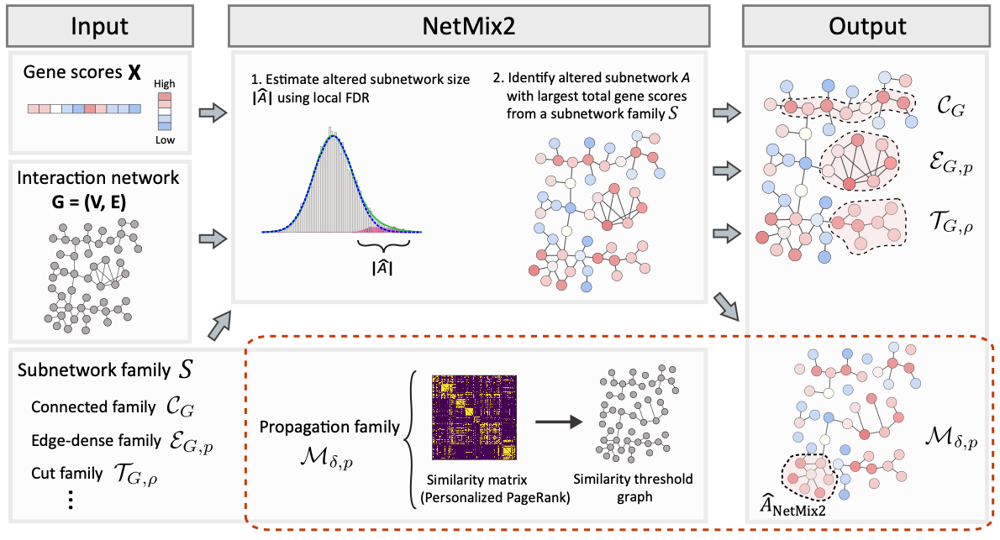 Input
NetMix2
Output
Gene scores X
High
Low
Interaction network
G = (V, E)
1. Estimate altered subnetwork size
|Â| using local FDR
|Â|
2. Identify altered subnetwork A
with largest total gene scores
from a subnetwork family S
𝒞_G
ℰ_{G,p}
𝒯_{G,ρ}
Subnetwork family S
Connected family 𝒞_G
Edge-dense family ℰ_{G,p}
Cut family 𝒯_{G,ρ}
⋮
Propagation family
ℳ_{δ,p}
Similarity matrix
(Personalized PageRank)
Similarity threshold
graph
ℳ_{δ,p}
Â_{NetMix2}